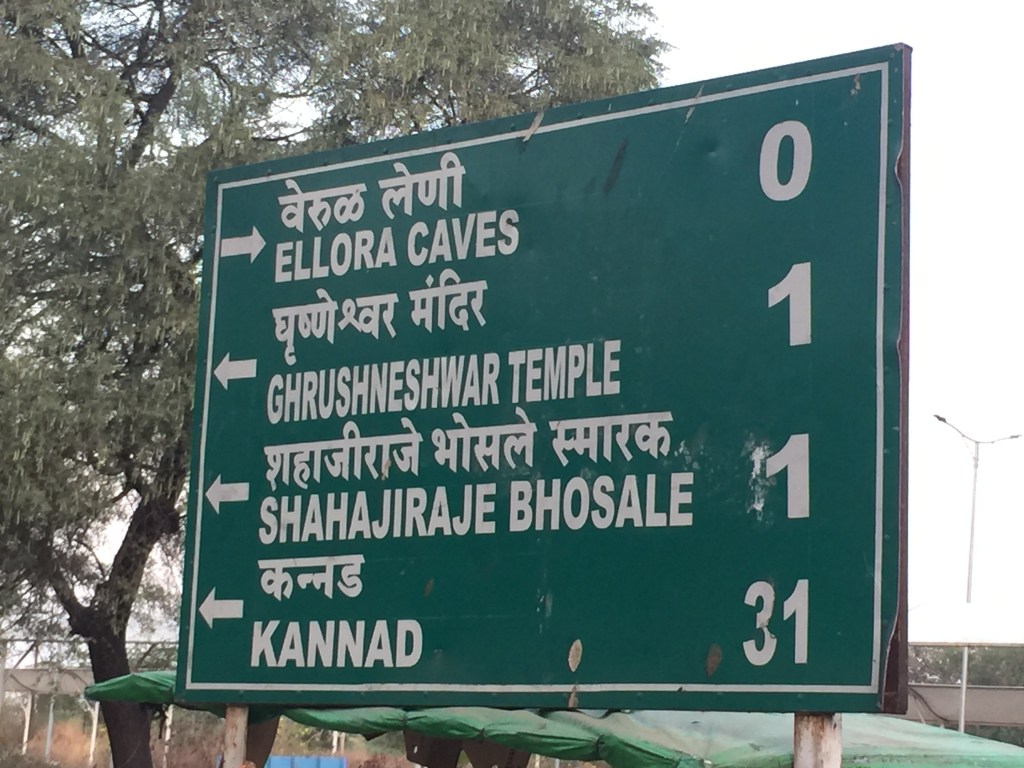 वेरुळ लेणी 0
ELLORA CAVES
घृष्णेश्वर मंदिर 1
GHRUSHNESHWAR TEMPLE
शहाजीराजे भोसले स्मारक 1
SHAHAJIRAJE BHOSALE
कन्नड 31
KANNAD